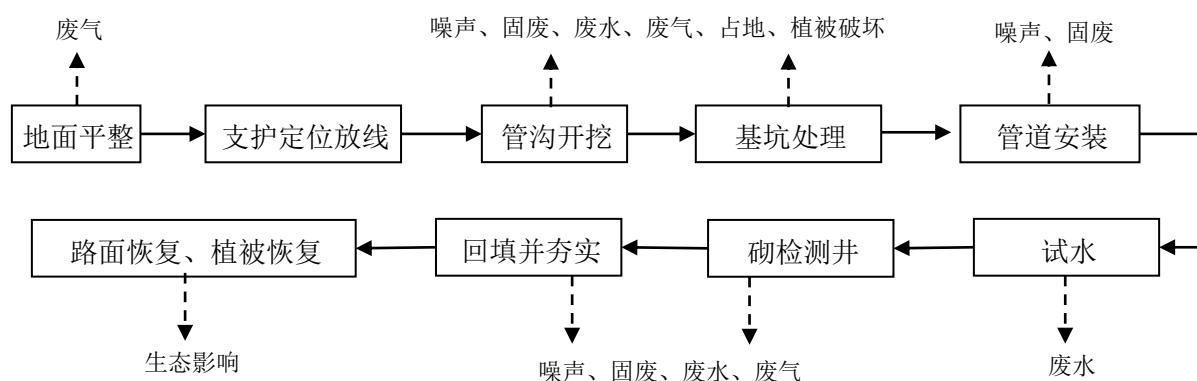 废气
噪声、固废、废水、废气、占地、植被破坏
噪声、固废
地面平整
支护定位放线
管沟开挖
基坑处理
管道安装
路面恢复、植被恢复
回填并夯实
砌检测井
试水
生态影响
噪声、固废、废水、废气
废水